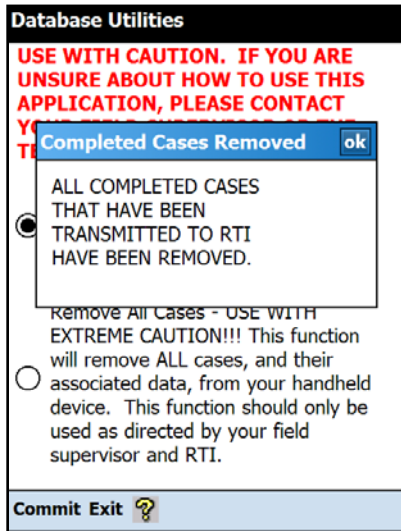 Database Utilities
USE WITH CAUTION. IF YOU ARE
UNSURE ABOUT HOW TO USE THIS
APPLICATION, PLEASE CONTACT
Completed Cases Removed ok
ALL COMPLETED CASES
THAT HAVE BEEN
TRANSMITTED TO RTI
HAVE BEEN REMOVED.
Remove All Cases - USE WITH
EXTREME CAUTION!!! This function
will remove ALL cases, and their
associated data, from your handheld
device. This function should only be
used as directed by your field
supervisor and RTI.
Commit Exit